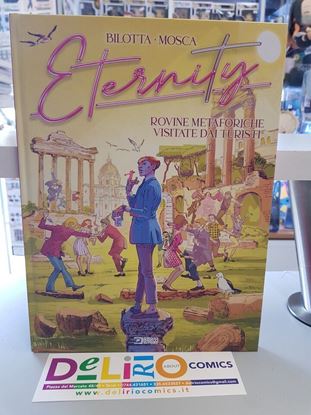 BILOTTA · MOSCA
Eternity
ROVINE METAFORICHE
VISITATE DAI TURISTI
DeLiRiO
ABOUT
COMICS
www.deliriocomics.it